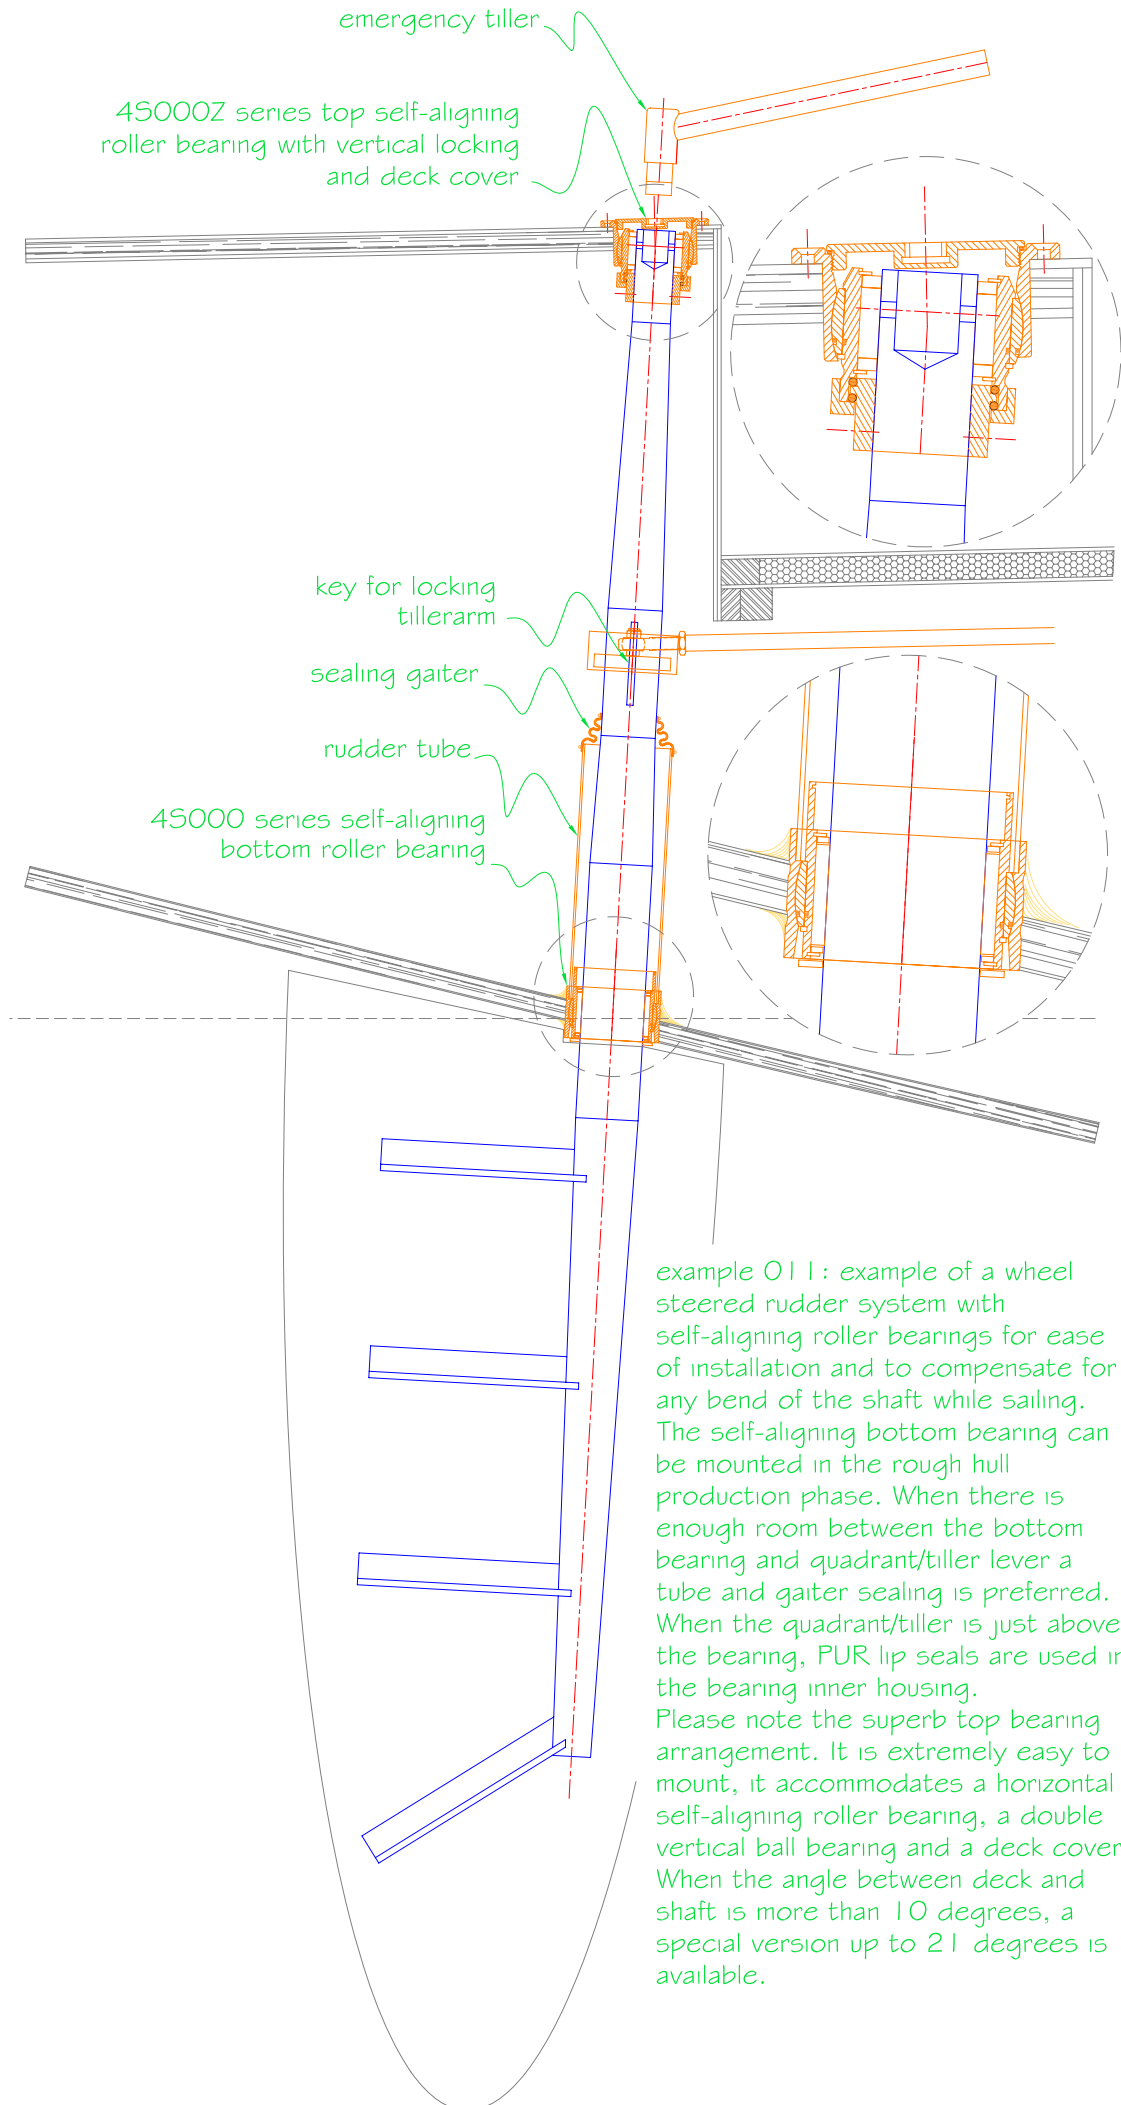 emergency tiller
4S000Z series top self-aligning
roller bearing with vertical locking
and deck cover
key for locking
tillerarm
sealing gaiter
rudder tube
4S000 series self-aligning
bottom roller bearing
example 011: example of a wheel
steered rudder system with
self-aligning roller bearings for ease
of installation and to compensate for
any bend of the shaft while sailing.
The self-aligning bottom bearing can
be mounted in the rough hull
production phase. When there is
enough room between the bottom
bearing and quadrant/tiller lever a
tube and gaiter sealing is preferred.
When the quadrant/tiller is just above
the bearing, PUR lip seals are used in
the bearing inner housing.
Please note the superb top bearing
arrangement. It is extremely easy to
mount, it accommodates a horizontal
self-aligning roller bearing, a double
vertical ball bearing and a deck cover
When the angle between deck and
shaft is more than 10 degrees, a
special version up to 21 degrees is
available.